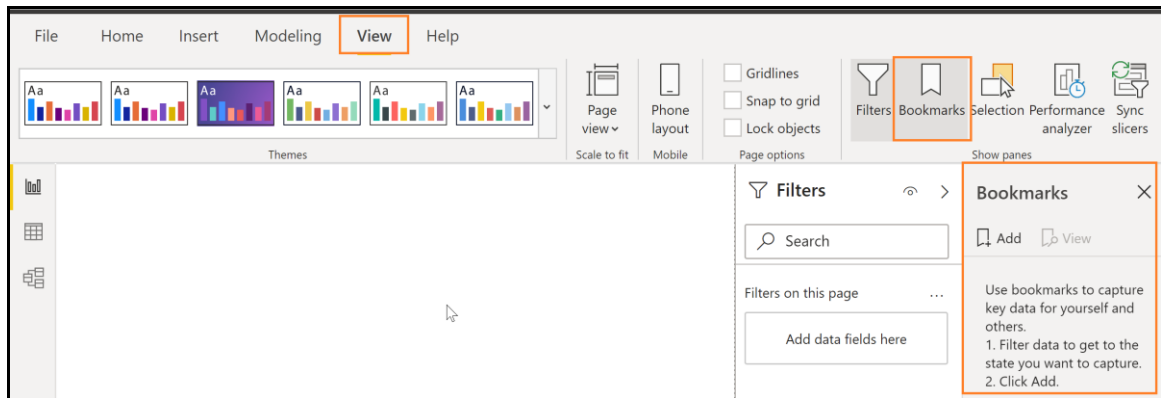 File Home Insert Modeling View Help
Aa Aa Aa Aa Aa Aa
Page view
Phone layout
Gridlines
Snap to grid
Lock objects
Filters
Bookmarks
Selection
Performance analyzer
Sync slicers
Themes Scale to fit Mobile Page options Show panes
Filters
Search
Filters on this page ...
Add data fields here
Bookmarks
Add View
Use bookmarks to capture
key data for yourself and
others.
1. Filter data to get to the
state you want to capture.
2. Click Add.